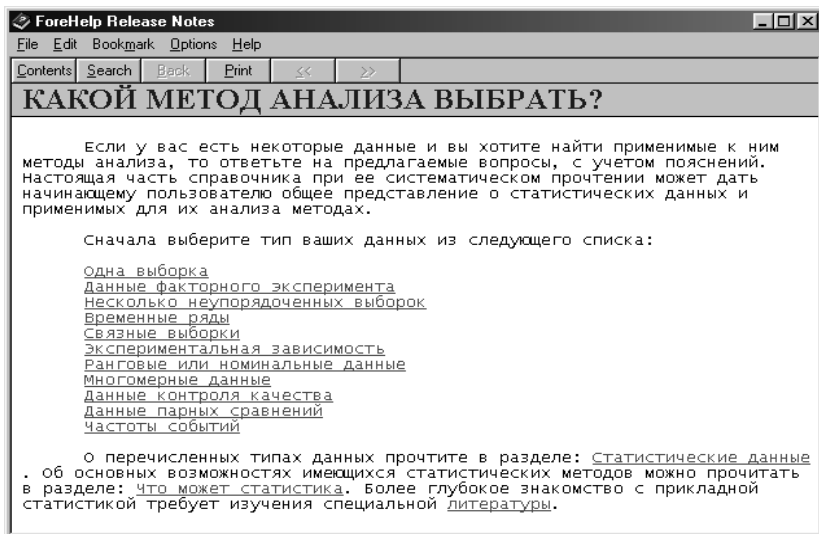 ForeHelp Release Notes
File Edit Bookmark Options Help
Contents Search Back Print << >>
КАКОЙ МЕТОД АНАЛИЗА ВЫБРАТЬ?
Если у вас есть некоторые данные и вы хотите найти применимые к ним
методы анализа, то ответьте на предлагаемые вопросы, с учетом пояснений.
Настоящая часть справочника при ее систематическом прочтении может дать
начинающему пользователю общее представление о статистических данных и
применимых для их анализа методах.
Сначала выберите тип ваших данных из следующего списка:
Одна выборка
Данные факторного эксперимента
Несколько неупорядоченных выборок
Временные ряды
Связные выборки
Экспериментальная зависимость
Ранговые или номинальные данные
Многомерные данные
Данные контроля качества
Данные парных сравнений
Частоты событий
О перечисленных типах данных прочтите в разделе: Статистические данные
. Об основных возможностях имеющихся статистических методов можно прочитать
в разделе: Что может статистика. Более глубокое знакомство с прикладной
статистикой требует изучения специальной литературы.